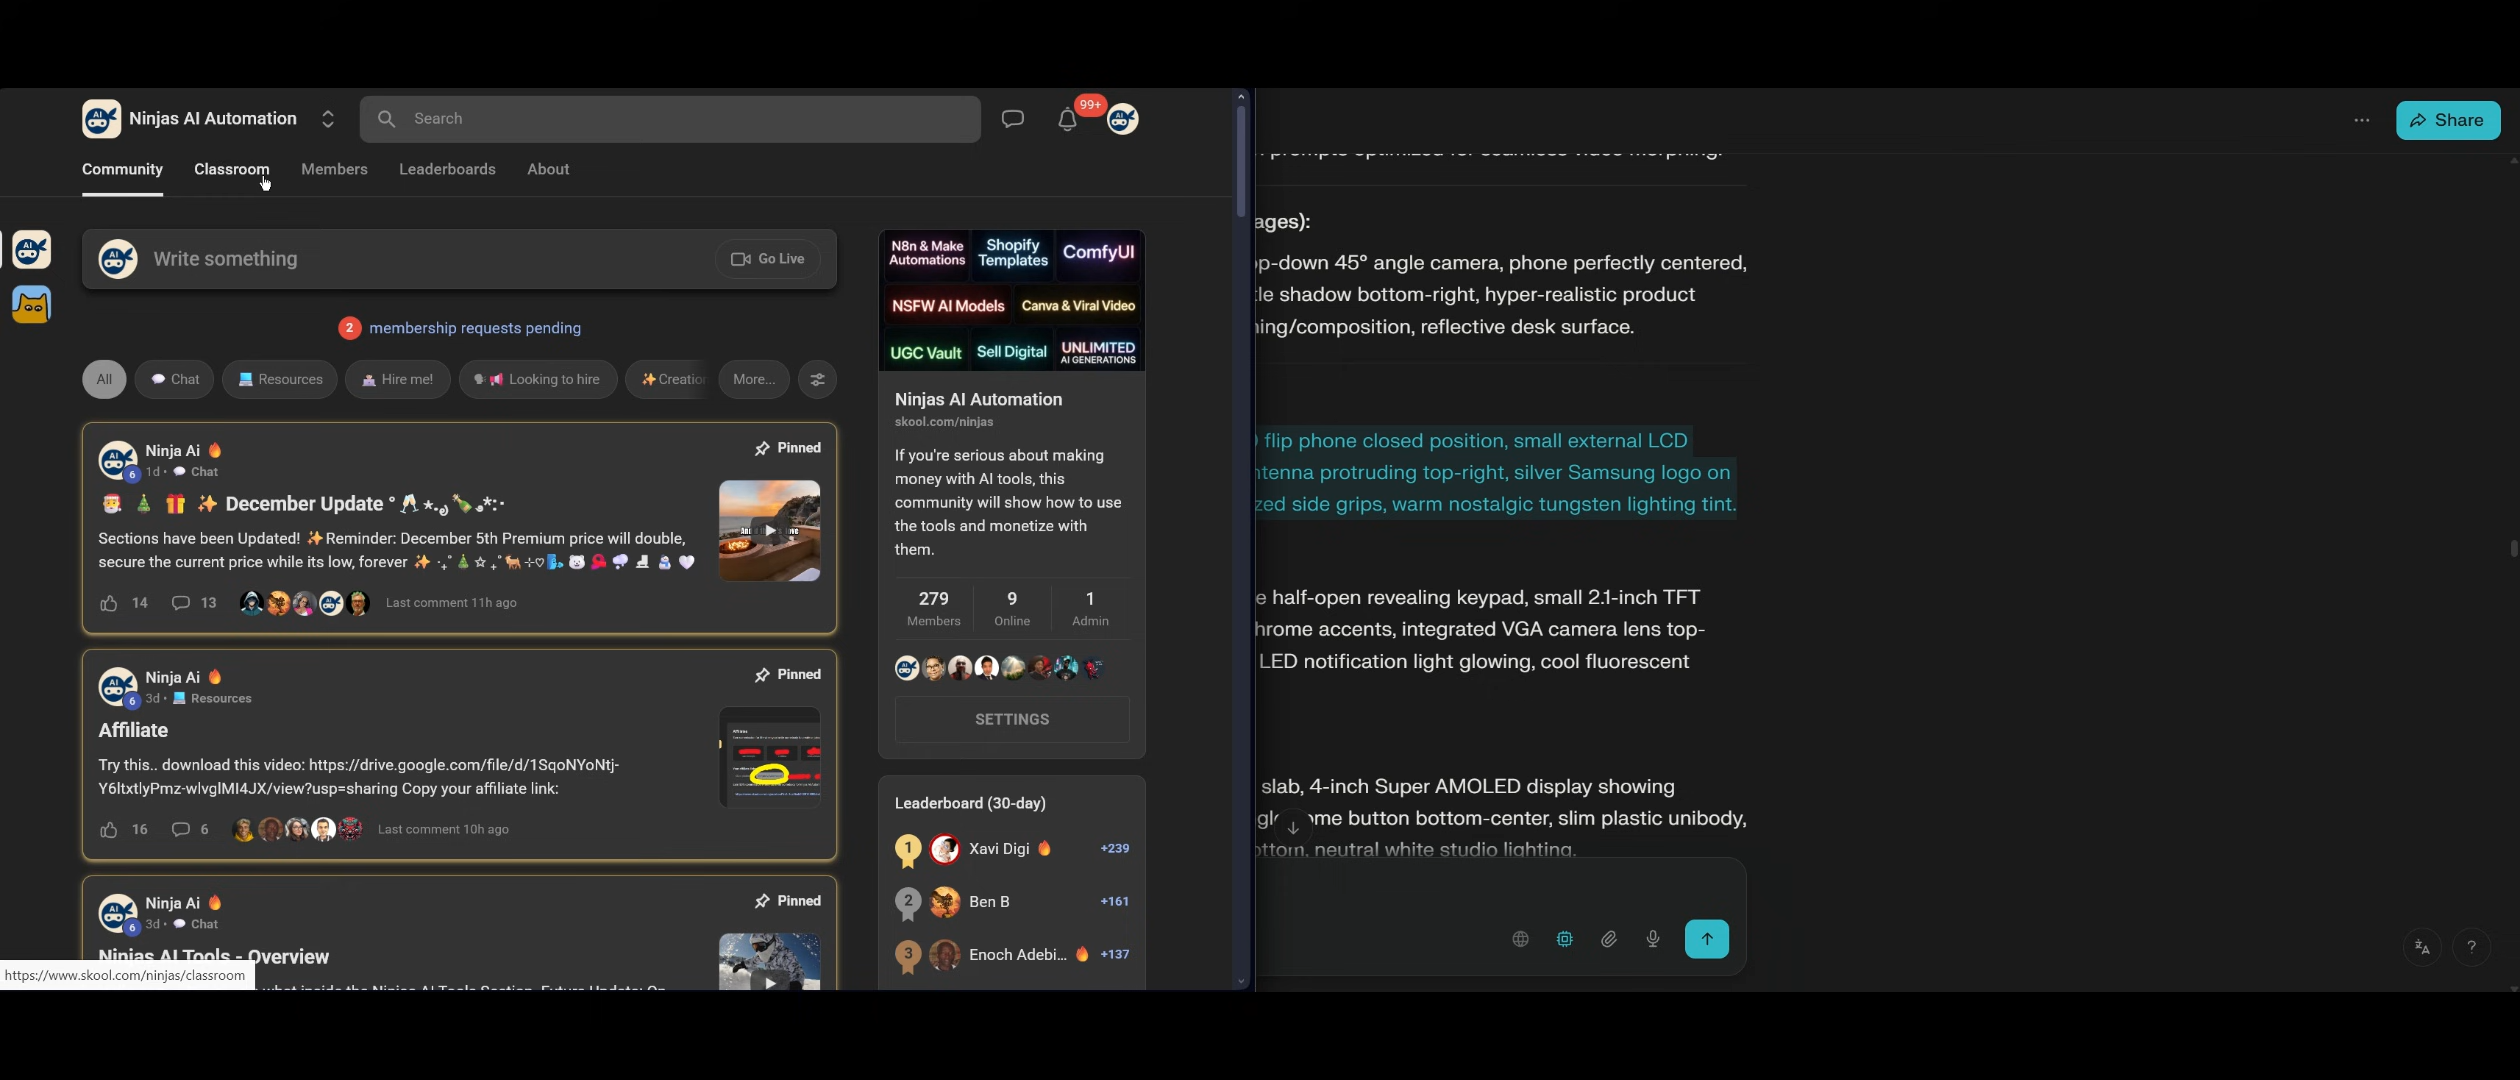 Ninjas AI Automation
Search
99+
Share
Community
Classroom
Members
Leaderboards
About
Write something
Go Live
2 membership requests pending
All
Chat
Resources
Hire me!
Looking to hire
Creation
More...
Ninja Ai
Pinned
6
1d • Chat
December Update
Sections have been Updated! ✨Reminder: December 5th Premium price will double,
secure the current price while its low, forever
14
13
Last comment 11h ago
Ninja Ai
Pinned
6
3d • Resources
Affiliate
Try this.. download this video: https://drive.google.com/file/d/1SqoNYoNtj-
Y6ltxtlyPmz-wlvglMI4JX/view?usp=sharing Copy your affiliate link:
16
6
Last comment 10h ago
Ninja Ai
Pinned
6
3d • Chat
Ninjas AI Tools - Overview
https://www.skool.com/ninjas/classroom
N8n & Make
Automations
Shopify
Templates
ComfyUI
NSFW AI Models
Canva & Viral Video
UGC Vault
Sell Digital
UNLIMITED
AI GENERATIONS
Ninjas AI Automation
skool.com/ninjas
If you're serious about making
money with AI tools, this
community will show how to use
the tools and monetize with
them.
279
Members
9
Online
1
Admin
SETTINGS
Leaderboard (30-day)
1 Xavi Digi +239
2 Ben B +161
3 Enoch Adebi... +137
ages):
op-down 45° angle camera, phone perfectly centered,
tle shadow bottom-right, hyper-realistic product
ning/composition, reflective desk surface.
flip phone closed position, small external LCD
ntenna protruding top-right, silver Samsung logo on
zed side grips, warm nostalgic tungsten lighting tint.
e half-open revealing keypad, small 2.1-inch TFT
hrome accents, integrated VGA camera lens top-
LED notification light glowing, cool fluorescent
slab, 4-inch Super AMOLED display showing
ome button bottom-center, slim plastic unibody,
ottom, neutral white studio lighting.
?